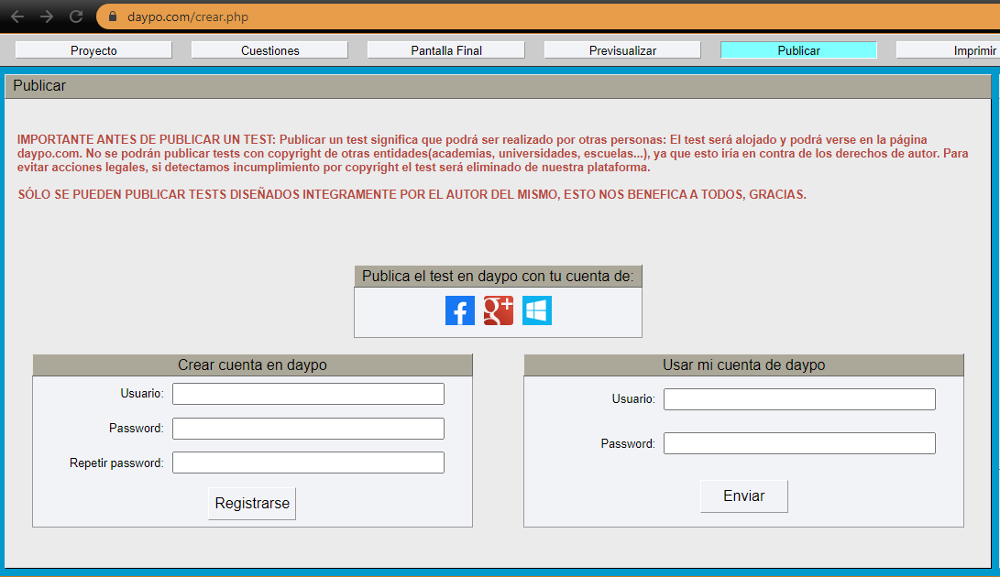 daypo.com/crear.php
Proyecto Cuestiones Pantalla Final Previsualizar Publicar Imprimir
Publicar
IMPORTANTE ANTES DE PUBLICAR UN TEST: Publicar un test significa que podrá ser realizado por otras personas: El test será alojado y podrá verse en la página
daypo.com. No se podrán publicar tests con copyright de otras entidades(academias, universidades, escuelas...), ya que esto iría en contra de los derechos de autor. Para
evitar acciones legales, si detectamos incumplimiento por copyright el test será eliminado de nuestra plataforma.
SÓLO SE PUEDEN PUBLICAR TESTS DISEÑADOS INTEGRAMENTE POR EL AUTOR DEL MISMO, ESTO NOS BENEFICA A TODOS, GRACIAS.
Publica el test en daypo con tu cuenta de:
f g+
Crear cuenta en daypo
Usuario:
Password:
Repetir password:
Registrarse
Usar mi cuenta de daypo
Usuario:
Password:
Enviar